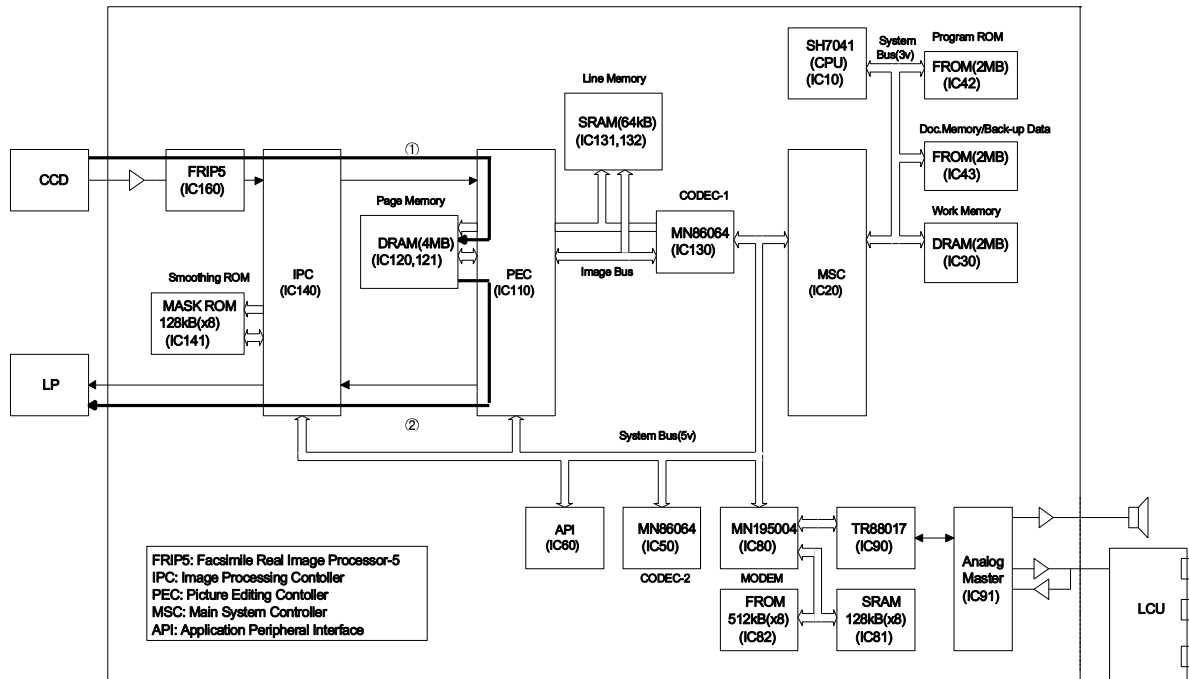 SH7041
(CPU)
(IC10)
System
Bus(3v)
Program ROM
FROM(2MB)
(IC42)
Line Memory
SRAM(64kB)
(IC131,132)
Doc.Memory/Back-up Data
FROM(2MB)
(IC43)
CCD
FRIP5
(IC160)
①
Page Memory
DRAM(4MB)
(IC120,121)
CODEC-1
MN86064
(IC130)
Work Memory
DRAM(2MB)
(IC30)
Smoothing ROM
MASK ROM
128kB(x8)
(IC141)
IPC
(IC140)
PEC
(IC110)
Image Bus
MSC
(IC20)
LP
②
System Bus(5v)
API
(IC60)
MN86064
(IC50)
CODEC-2
MN195004
(IC80)
MODEM
TR88017
(IC90)
Analog
Master
(IC91)
FROM
512kB(x8)
(IC82)
SRAM
128kB(x8)
(IC81)
LCU
FRIP5: Facsimile Real Image Processor-5
IPC: Image Processing Contoller
PEC: Picture Editing Contoller
MSC: Main System Controller
API: Application Peripheral Interface